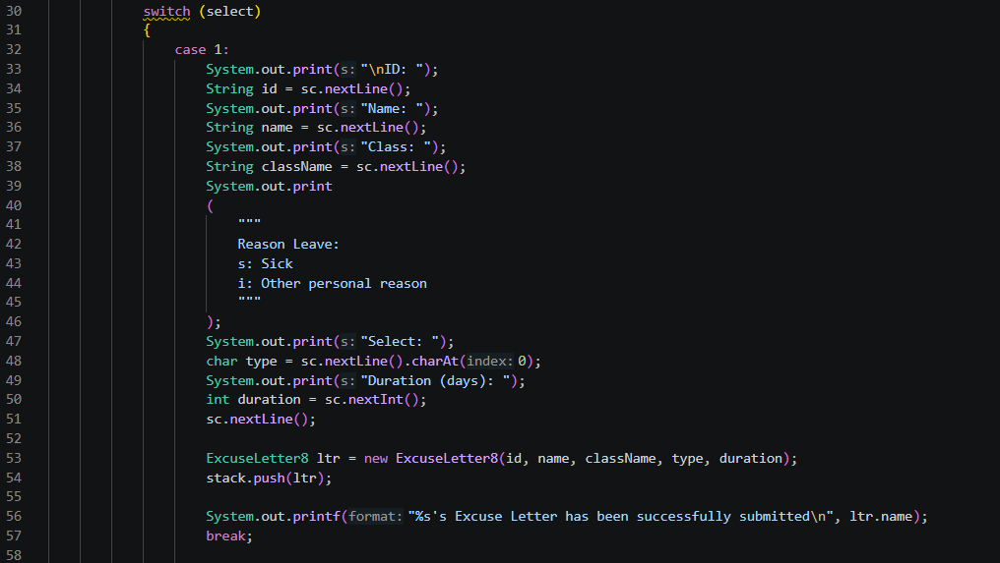 30 switch (select)
31 {
32 case 1:
33 System.out.print(s: "\nID: ");
34 String id = sc.nextLine();
35 System.out.print(s: "Name: ");
36 String name = sc.nextLine();
37 System.out.print(s: "Class: ");
38 String className = sc.nextLine();
39 System.out.print
40 (
41 """
42 Reason Leave:
43 s: Sick
44 i: Other personal reason
45 """
46 );
47 System.out.print(s: "Select: ");
48 char type = sc.nextLine().charAt(index: 0);
49 System.out.print(s: "Duration (days): ");
50 int duration = sc.nextInt();
51 sc.nextLine();
52
53 ExcuseLetter8 ltr = new ExcuseLetter8(id, name, className, type, duration);
54 stack.push(ltr);
55
56 System.out.printf(format: "%s's Excuse Letter has been successfully submitted\n", ltr.name);
57 break;
58